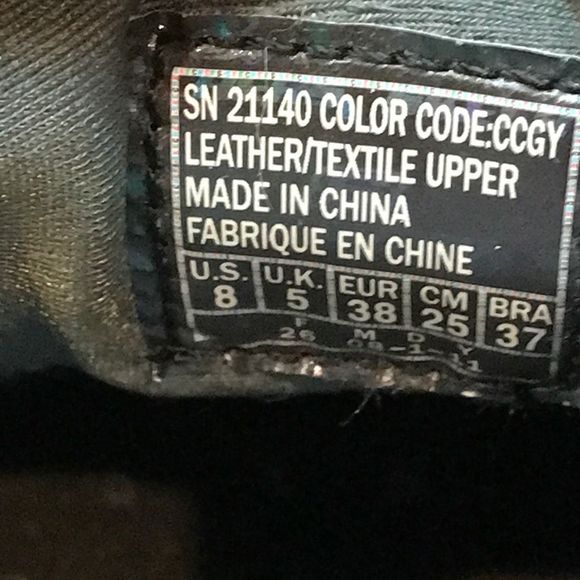 SN 21140 COLOR CODE:CCGY
LEATHER/TEXTILE UPPER
MADE IN CHINA
FABRIQUE EN CHINE
U.S. U.K. EUR CM BRA
8 5 38 25 37
F M D Y
26